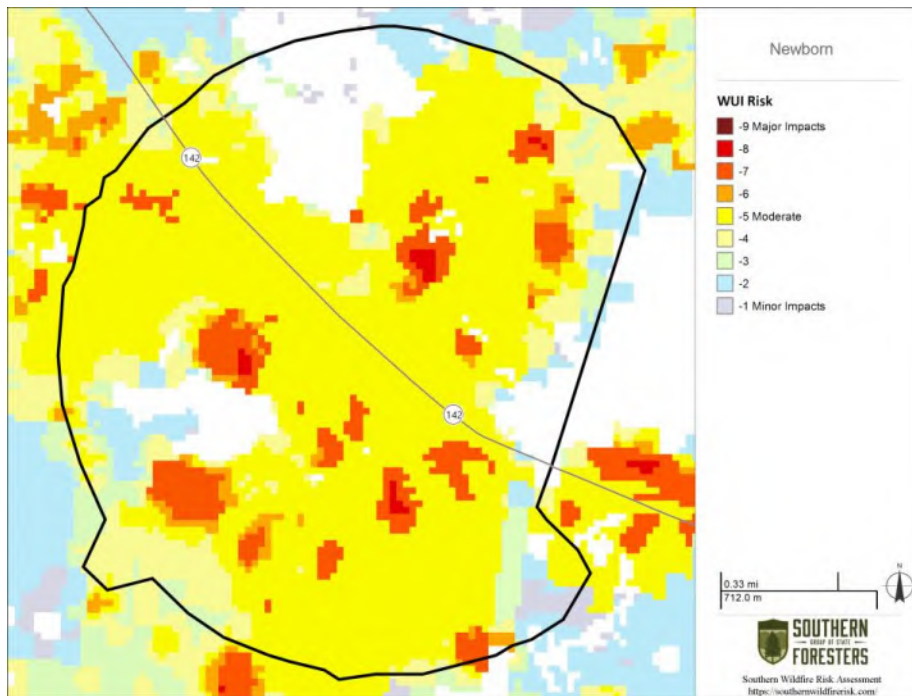 Newborn
WUI Risk
-9 Major Impacts
-8
-7
-6
-5 Moderate
-4
-3
-2
-1 Minor Impacts
142
142
0.33 mi
712.0 m
N
SOUTHERN
GROUP OF STATE
FORESTERS
Southern Wildfire Risk Assessment
https://southernwildfirerisk.com/